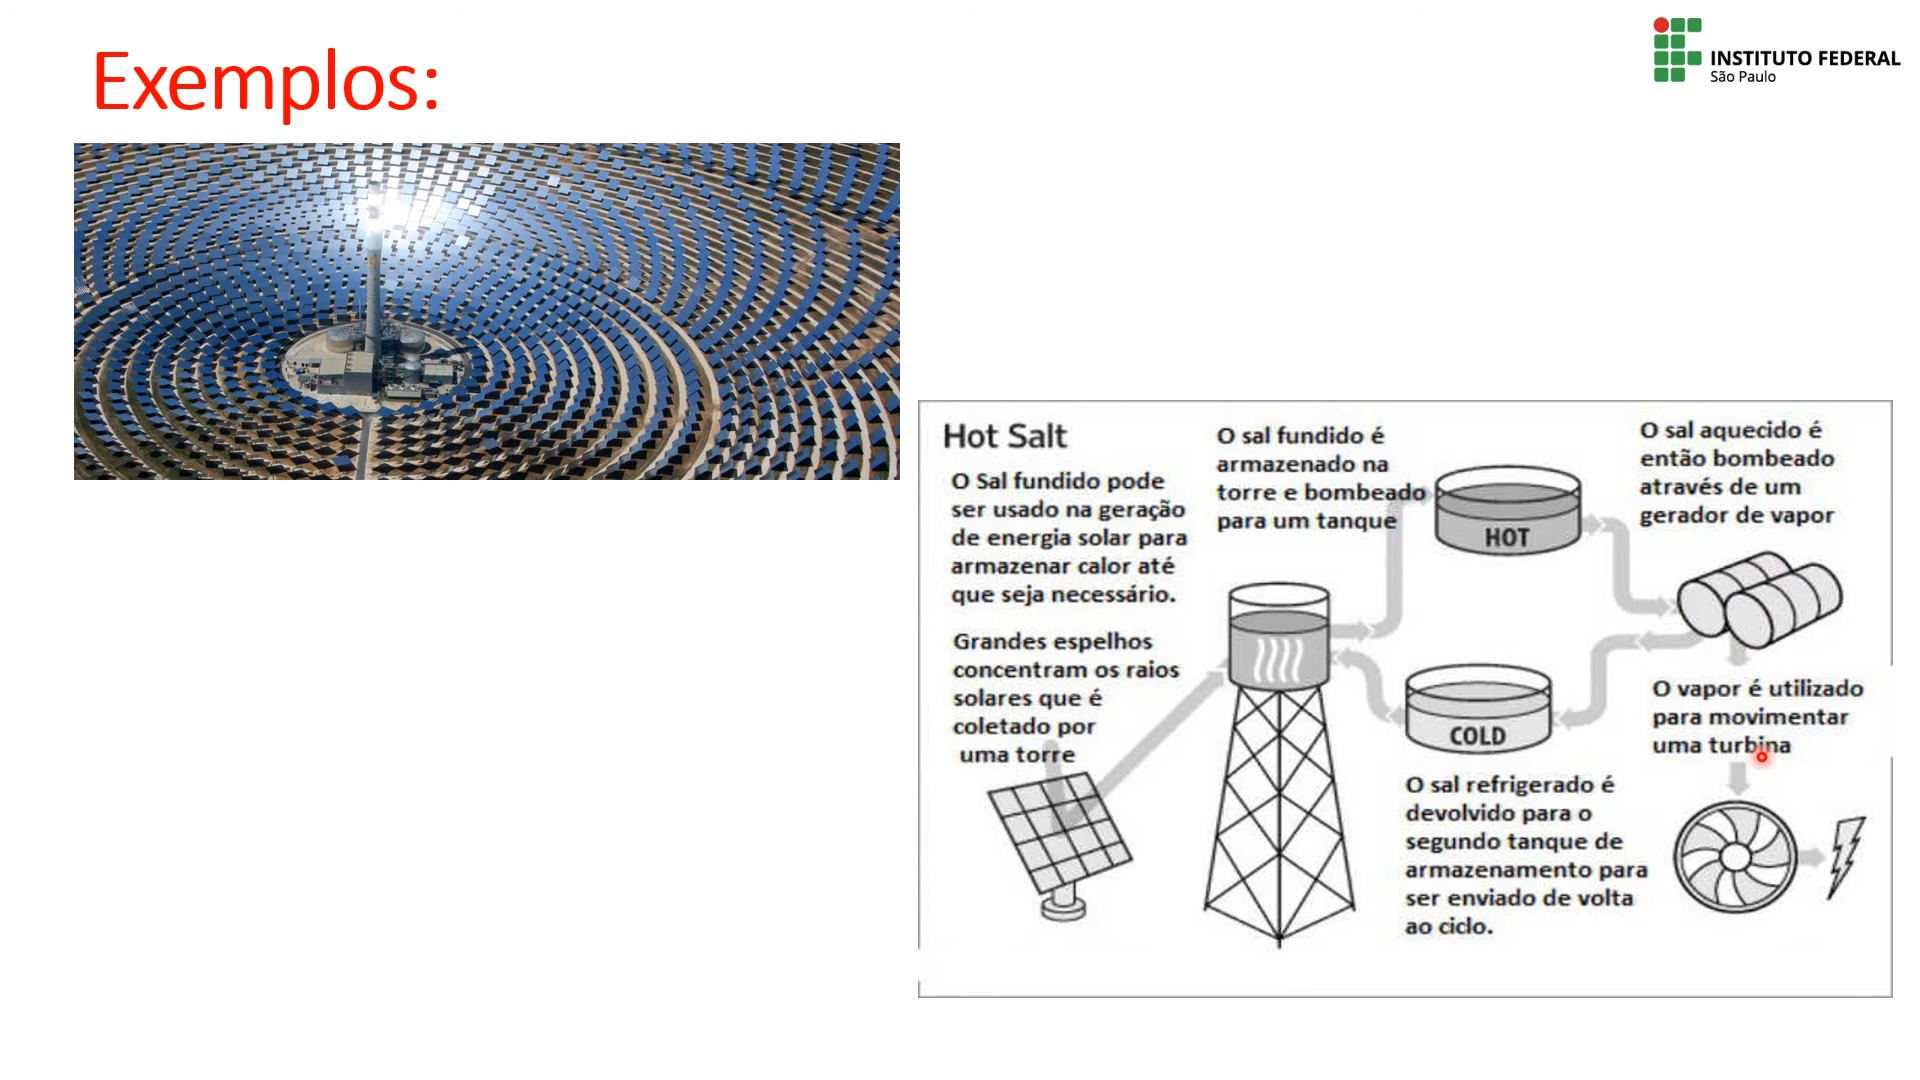 Exemplos:
INSTITUTO FEDERAL
São Paulo
Hot Salt
O Sal fundido pode
ser usado na geração
de energia solar para
armazenar calor até
que seja necessário.
Grandes espelhos
concentram os raios
solares que é
coletado por
uma torre
O sal fundido é
armazenado na
torre e bombeado
para um tanque
HOT
O sal aquecido é
então bombeado
através de um
gerador de vapor
COLD
O vapor é utilizado
para movimentar
uma turbina
O sal refrigerado é
devolvido para o
segundo tanque de
armazenamento para
ser enviado de volta
ao ciclo.